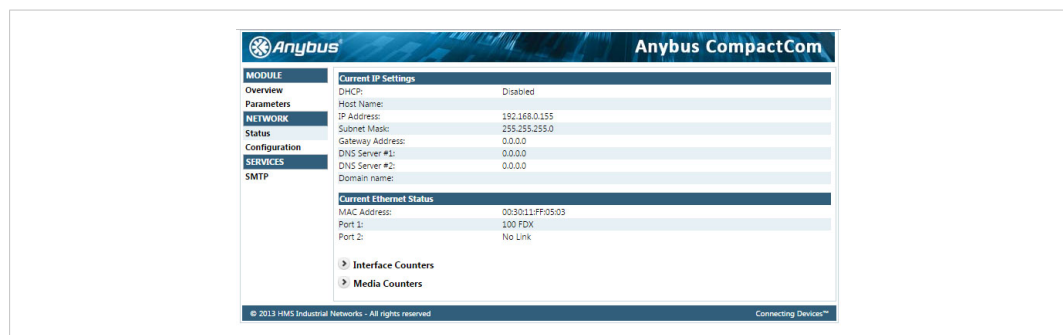 Anybus®
Anybus CompactCom
MODULE
Overview
Parameters
NETWORK
Status
Configuration
SERVICES
SMTP
Current IP Settings
DHCP: Disabled
Host Name:
IP Address: 192.168.0.155
Subnet Mask: 255.255.255.0
Gateway Address: 0.0.0.0
DNS Server #1: 0.0.0.0
DNS Server #2: 0.0.0.0
Domain name:
Current Ethernet Status
MAC Address: 00:30:11:FF:05:03
Port 1: 100 FDX
Port 2: No Link
Interface Counters
Media Counters
© 2013 HMS Industrial Networks - All rights reserved
Connecting Devices™